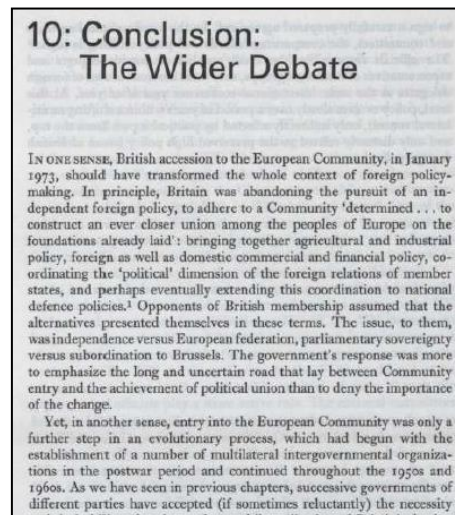 10: Conclusion:
The Wider Debate
IN ONE SENSE, British accession to the European Community, in January
1973, should have transformed the whole context of foreign policy-
making. In principle, Britain was abandoning the pursuit of an in-
dependent foreign policy, to adhere to a Community 'determined . . . to
construct an ever closer union among the peoples of Europe on the
foundations already laid': bringing together agricultural and industrial
policy, foreign as well as domestic commercial and financial policy, co-
ordinating the 'political' dimension of the foreign relations of member
states, and perhaps eventually extending this coordination to national
defence policies.¹ Opponents of British membership assumed that the
alternatives presented themselves in these terms. The issue, to them,
was independence versus European federation, parliamentary sovereignty
versus subordination to Brussels. The government's response was more
to emphasize the long and uncertain road that lay between Community
entry and the achievement of political union than to deny the importance
of the change.
Yet, in another sense, entry into the European Community was only a
further step in an evolutionary process, which had begun with the
establishment of a number of multilateral intergovernmental organiza-
tions in the postwar period and continued throughout the 1950s and
1960s. As we have seen in previous chapters, successive governments of
different parties have accepted (if sometimes reluctantly) the necessity